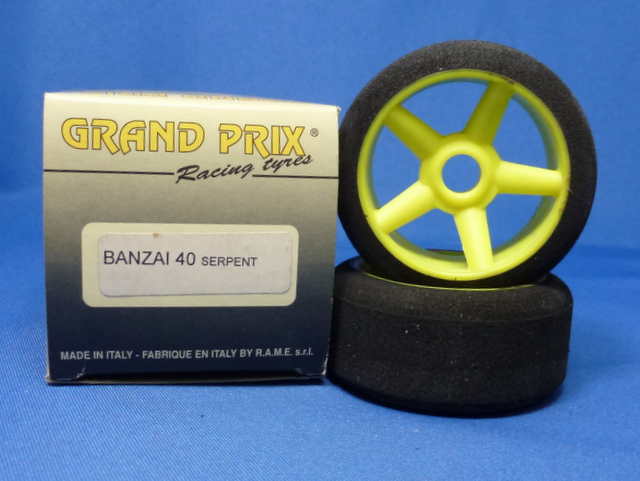 GRAND PRIX®
Racing tyres
BANZAI 40 SERPENT
MADE IN ITALY - FABRIQUE EN ITALY BY R.A.M.E. s.r.l.